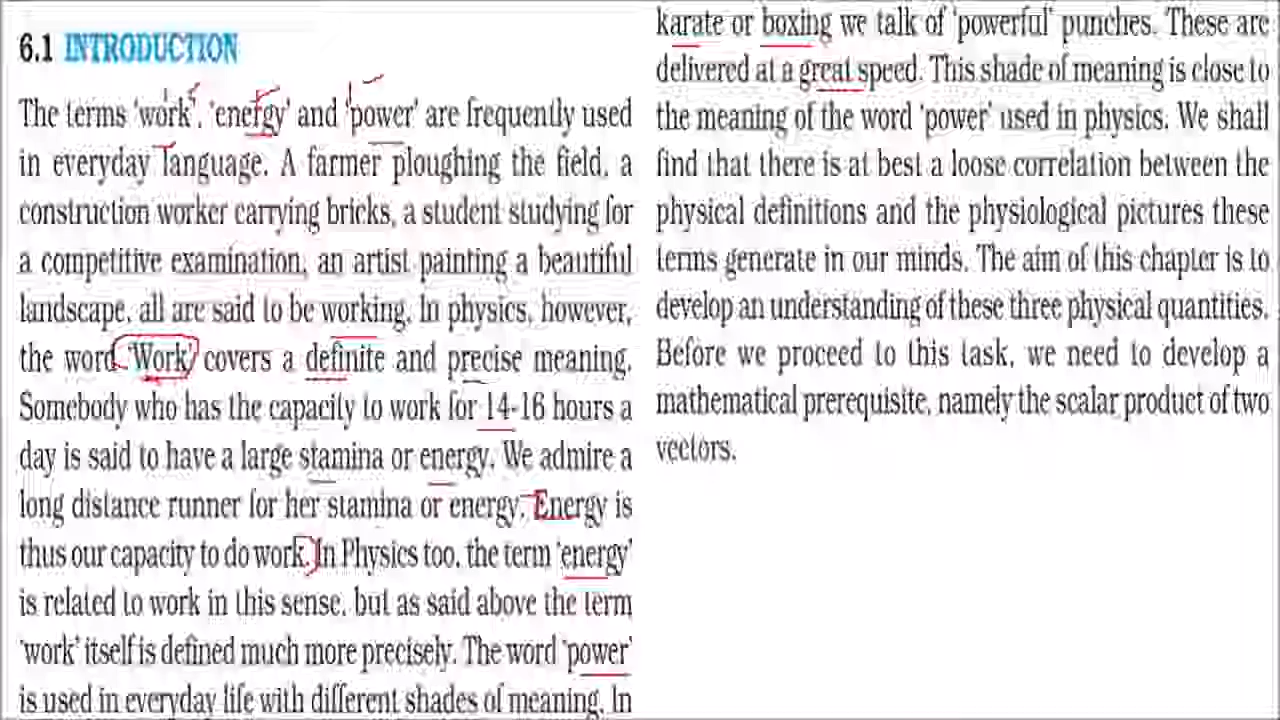 6.1 INTRODUCTION
The terms 'work', 'energy' and 'power' are frequently used
in everyday language. A farmer ploughing the field, a
construction worker carrying bricks, a student studying for
a competitive examination, an artist painting a beautiful
landscape, all are said to be working. In physics, however,
the word 'Work' covers a definite and precise meaning.
Somebody who has the capacity to work for 14-16 hours a
day is said to have a large stamina or energy. We admire a
long distance runner for her stamina or energy. Energy is
thus our capacity to do work. In Physics too, the term 'energy'
is related to work in this sense, but as said above the term
'work' itself is defined much more precisely. The word 'power'
is used in everyday life with different shades of meaning. In
karate or boxing we talk of 'powerful' punches. These are
delivered at a great speed. This shade of meaning is close to
the meaning of the word 'power' used in physics. We shall
find that there is at best a loose correlation between the
physical definitions and the physiological pictures these
terms generate in our minds. The aim of this chapter is to
develop an understanding of these three physical quantities.
Before we proceed to this task, we need to develop a
mathematical prerequisite, namely the scalar product of two
vectors.